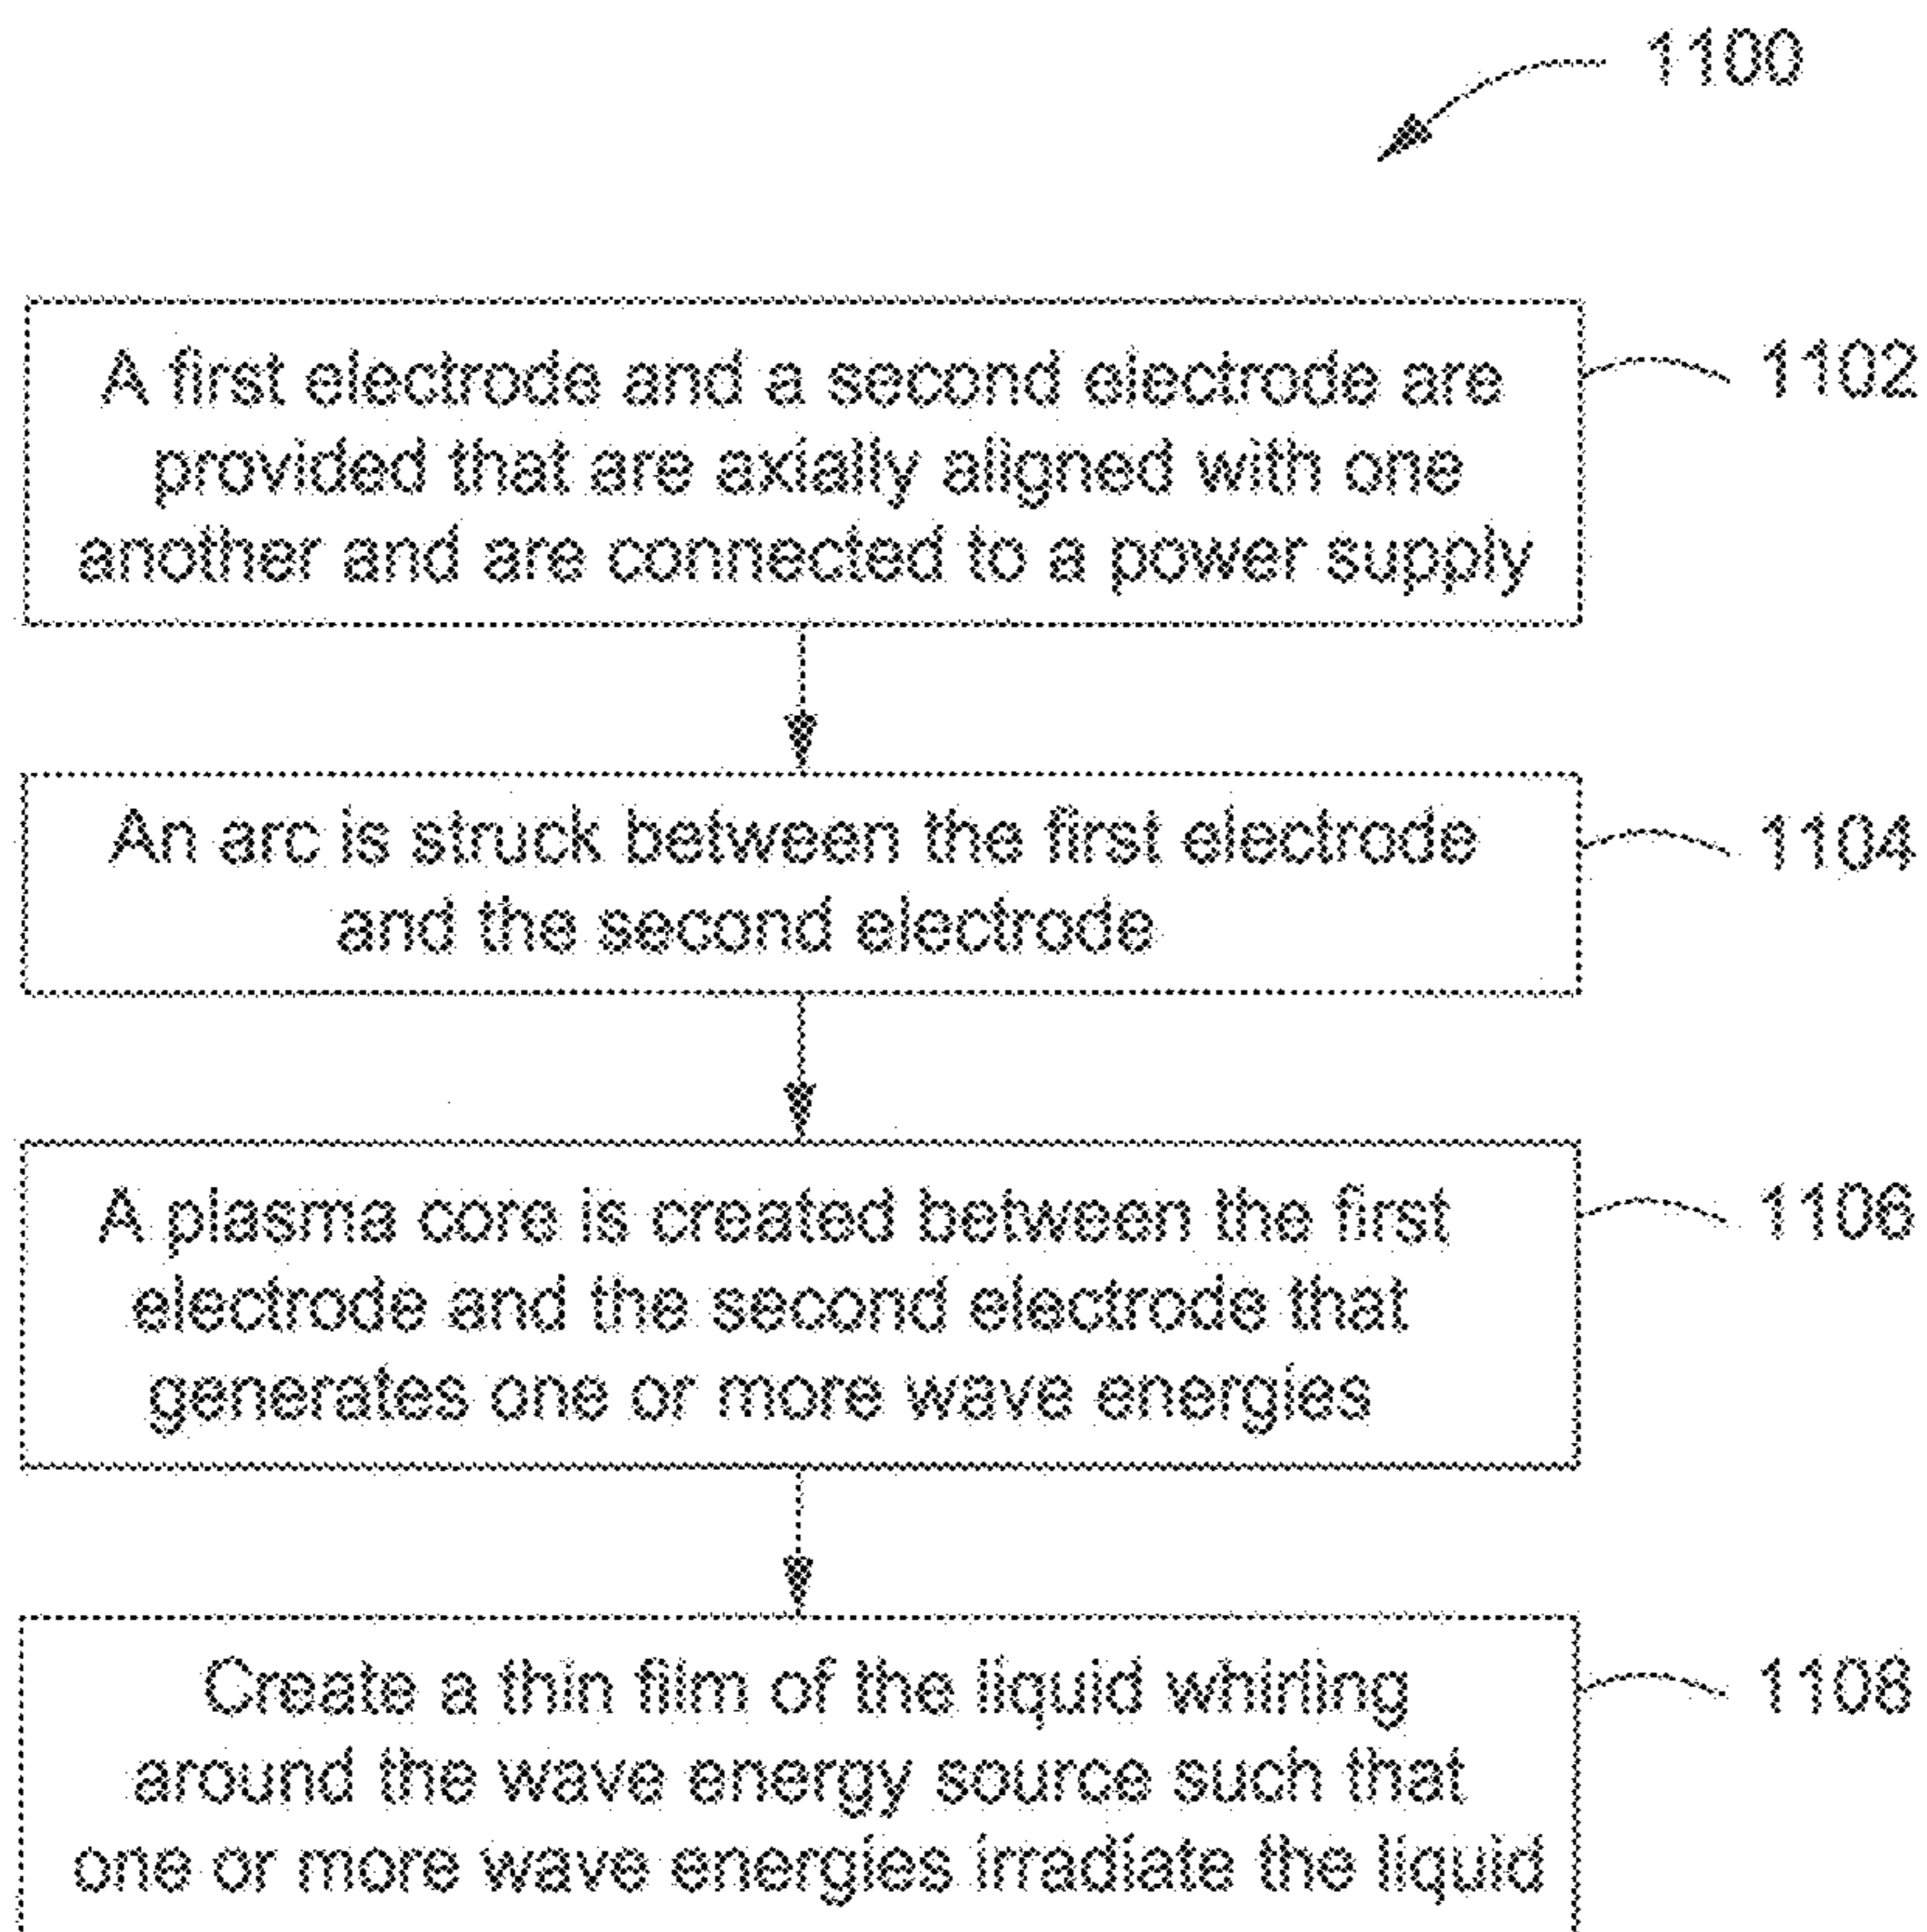 1100
A first electrode and a second electrode are
provided that are axially aligned with one
another and are connected to a power supply
1102
An arc is struck between the first electrode
and the second electrode
1104
A plasma core is created between the first
electrode and the second electrode that
generates one or more wave energies
1106
Create a thin film of the liquid whirling
around the wave energy source such that
one or more wave energies irradiate the liquid
1108